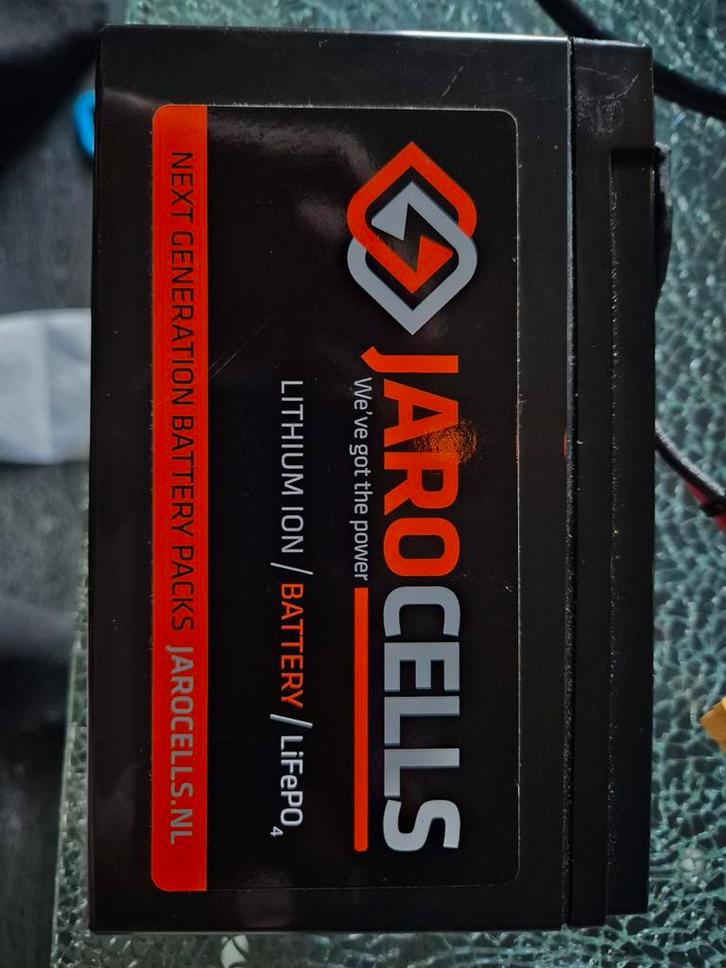 JAROCELLS
We've got the power
LITHIUM ION / BATTERY / LiFePO₄
NEXT GENERATION BATTERY PACKS JAROCELLS.NL